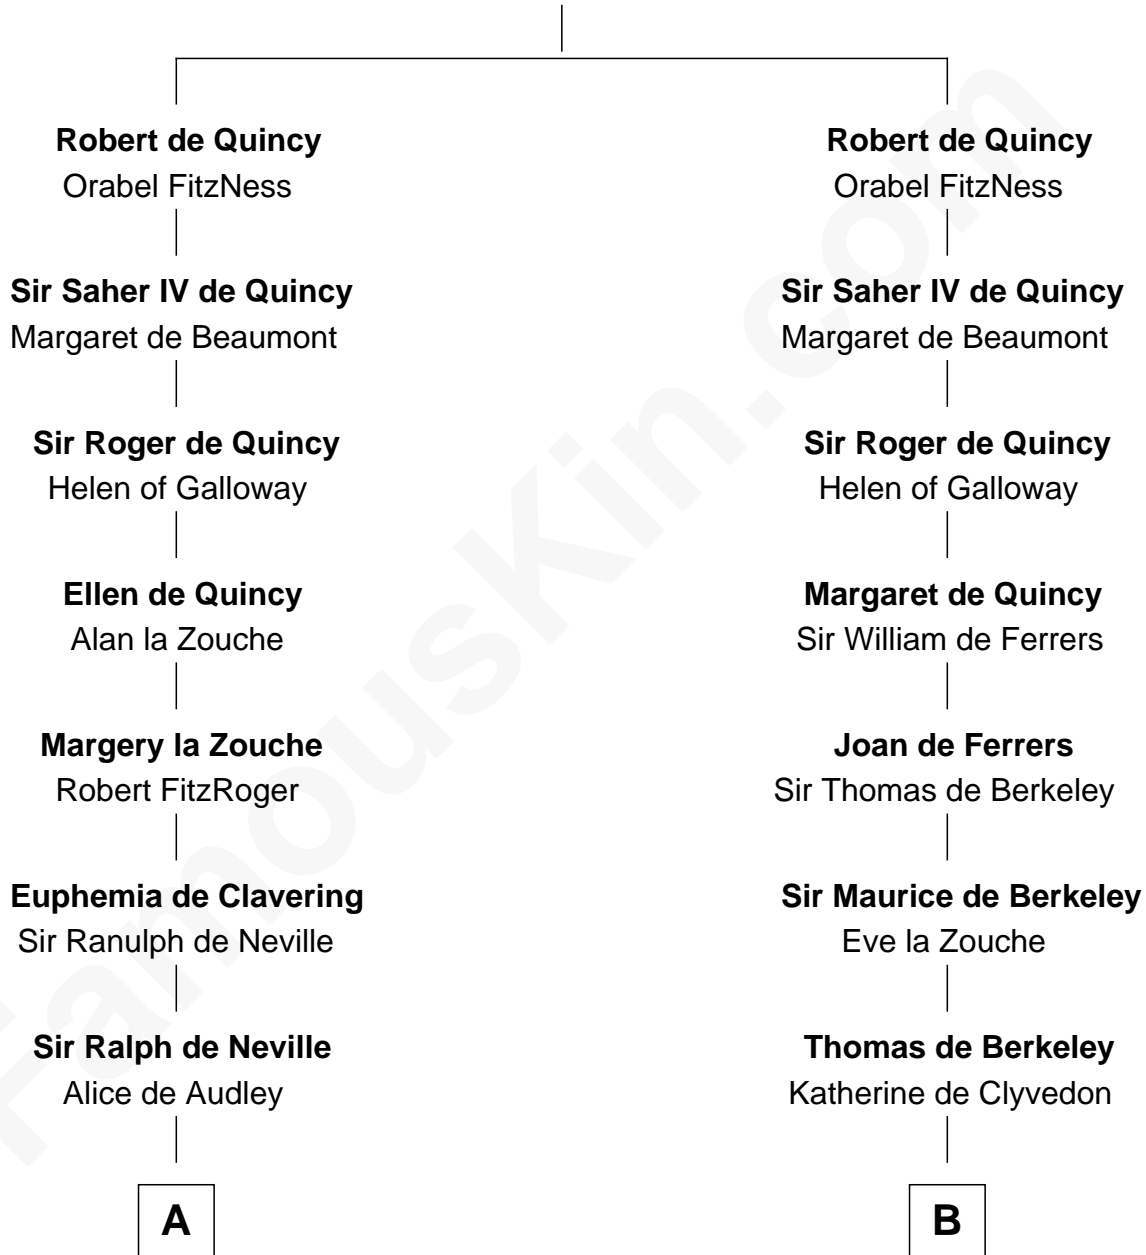 Robert de Quincy
Orabel FitzNess
Sir Saher IV de Quincy
Margaret de Beaumont
Sir Roger de Quincy
Helen of Galloway
Ellen de Quincy
Alan la Zouche
Margery la Zouche
Robert FitzRoger
Euphemia de Clavering
Sir Ranulph de Neville
Sir Ralph de Neville
Alice de Audley
A
Robert de Quincy
Orabel FitzNess
Sir Saher IV de Quincy
Margaret de Beaumont
Sir Roger de Quincy
Helen of Galloway
Margaret de Quincy
Sir William de Ferrers
Joan de Ferrers
Sir Thomas de Berkeley
Sir Maurice de Berkeley
Eve la Zouche
Thomas de Berkeley
Katherine de Clyvedon
B
FamousKin.com